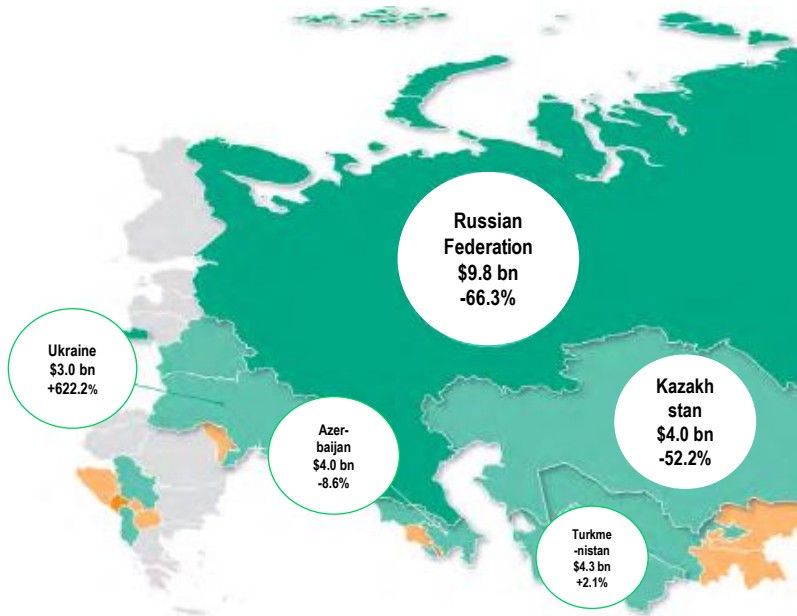 Russian
Federation
$9.8 bn
-66.3%
Ukraine
$3.0 bn
+622.2%
Kazakh
stan
$4.0 bn
-52.2%
Azer-
baijan
$4.0 bn
-8.6%
Turkme
-nistan
$4.3 bn
+2.1%